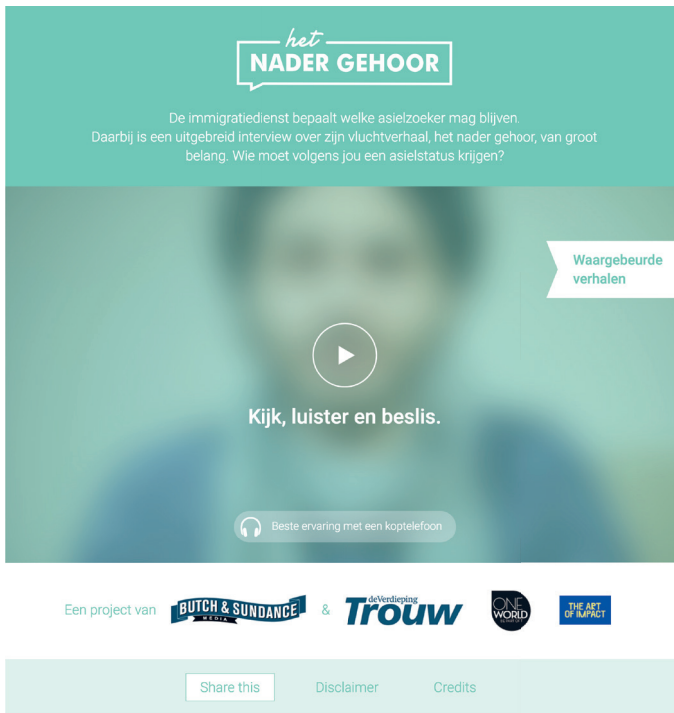 het
NADER GEHOOR
De immigratiedienst bepaalt welke asielzoeker mag blijven.
Daarbij is een uitgebreid interview over zijn vluchtverhaal, het nader gehoor, van groot
belang. Wie moet volgens jou een asielstatus krijgen?
Waargebeurde
verhalen
Kijk, luister en beslis.
Beste ervaring met een koptelefoon
Een project van
BUTCH & SUNDANCE
MEDIA
&
deVerdieping
Trouw
ONE
WORLD
THE ART
OF IMPACT
Share this
Disclaimer
Credits